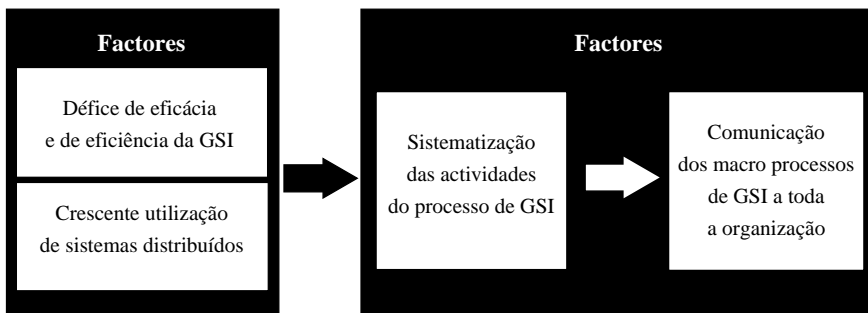 Factores
Défice de eficácia
e de eficiência da GSI
Crescente utilização
de sistemas distribuídos
Factores
Sistematização
das actividades
do processo de GSI
Comunicação
dos macro processos
de GSI a toda
a organização